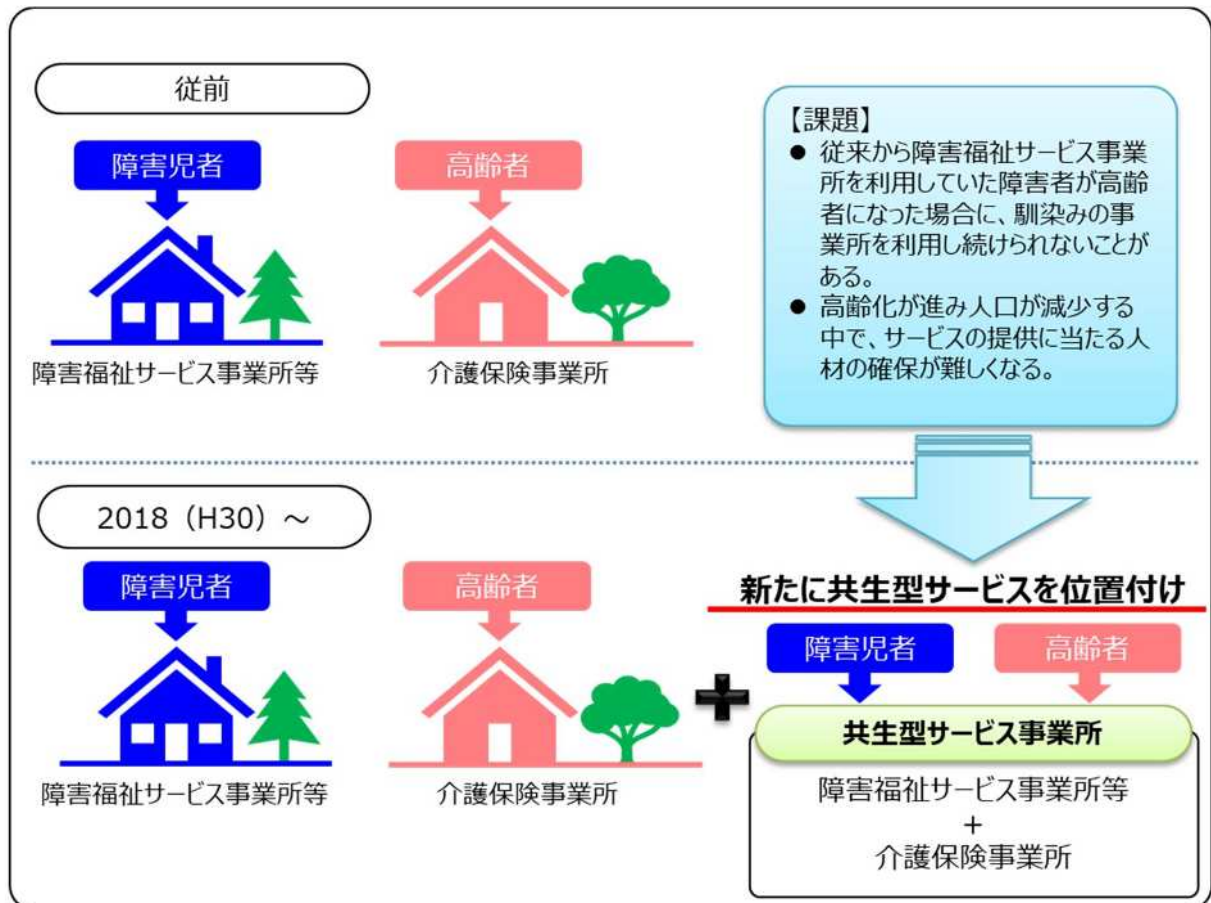 従前
障害児者
高齢者
障害福祉サービス事業所等
介護保険事業所
【課題】
● 従来から障害福祉サービス事業
所を利用していた障害者が高齢
者になった場合に、馴染みの事
業所を利用し続けられないことが
ある。
● 高齢化が進み人口が減少する
中で、サービスの提供に当たる人
材の確保が難しくなる。
2018（H30）～
障害児者
高齢者
障害福祉サービス事業所等
介護保険事業所
新たに共生型サービスを位置付け
障害児者
高齢者
共生型サービス事業所
障害福祉サービス事業所等
+
介護保険事業所